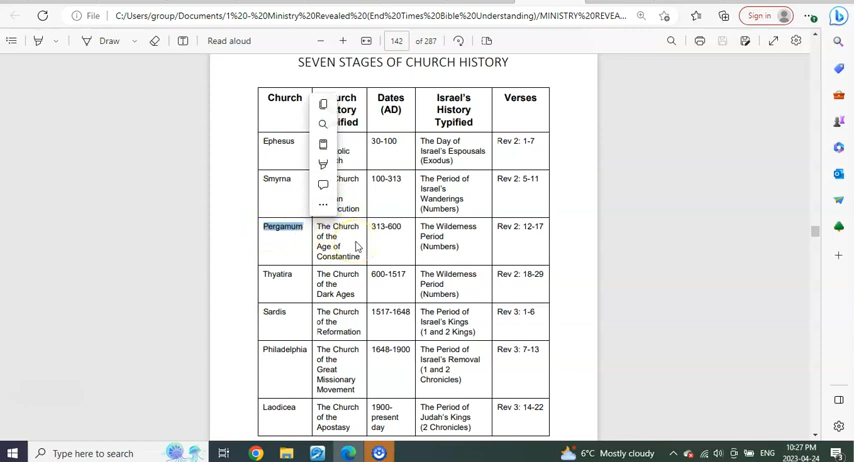 File
C:/Users/group/Documents/1%20-%20Ministry%20Revealed%20(End%20Times%20Bible%20Understanding)/MINISTRY%20REVEA...
Sign in
Draw
Read aloud
142
of 287
SEVEN STAGES OF CHURCH HISTORY
Church
urch
tory
ified
Dates
(AD)
Israel's
History
Typified
Verses
Ephesus
olic
ch
30-100
The Day of
Israel's Espousals
(Exodus)
Rev 2: 1-7
Smyrna
Church
n
cution
100-313
The Period of
Israel's
Wanderings
(Numbers)
Rev 2: 5-11
Pergamum
The Church
of the
Age of
Constantine
313-600
The Wilderness
Period
(Numbers)
Rev 2: 12-17
Thyatira
The Church
of the
Dark Ages
600-1517
The Wilderness
Period
(Numbers)
Rev 2: 18-29
Sardis
The Church
of the
Reformation
1517-1648
The Period of
Israel's Kings
(1 and 2 Kings)
Rev 3: 1-6
Philadelphia
The Church
of the
Great
Missionary
Movement
1648-1900
The Period of
Israel's Removal
(1 and 2
Chronicles)
Rev 3: 7-13
Laodicea
The Church
of the
Apostasy
1900-
present
day
The Period of
Judah's Kings
(2 Chronicles)
Rev 3: 14-22
Type here to search
6°C Mostly cloudy
ENG
10:27 PM
2023-04-24